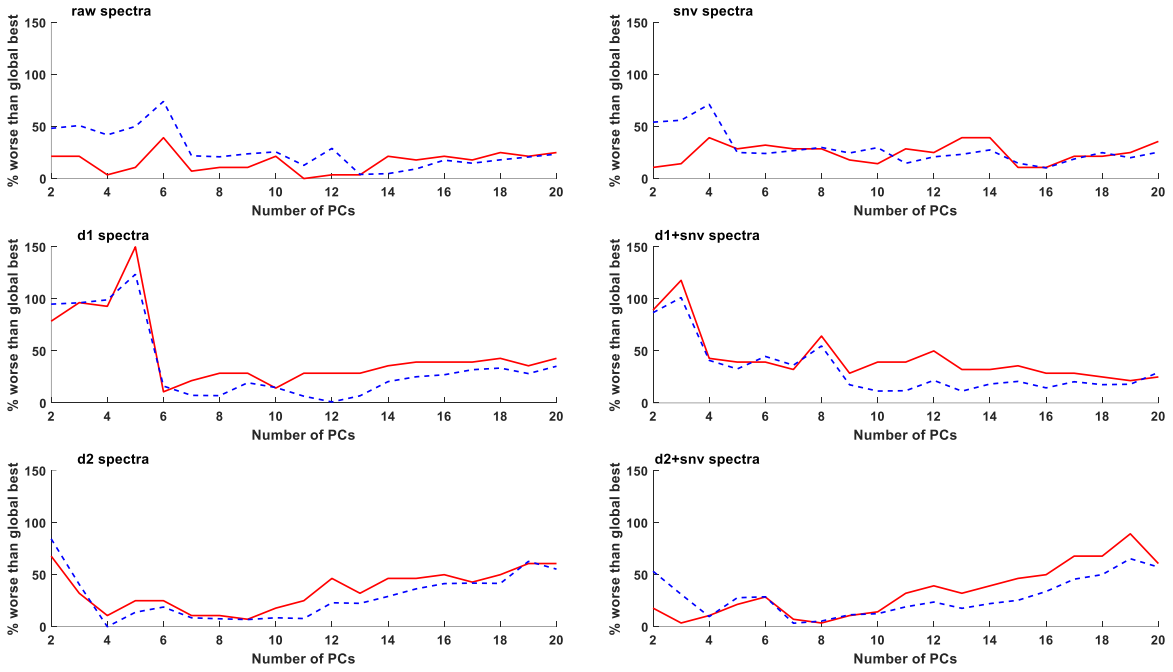 raw spectra
% worse than global best
150
100
50
0
2 4 6 8 10 12 14 16 18 20
Number of PCs
snv spectra
% worse than global best
150
100
50
0
2 4 6 8 10 12 14 16 18 20
Number of PCs
d1 spectra
% worse than global best
150
100
50
0
2 4 6 8 10 12 14 16 18 20
Number of PCs
d1+snv spectra
% worse than global best
150
100
50
0
2 4 6 8 10 12 14 16 18 20
Number of PCs
d2 spectra
% worse than global best
150
100
50
0
2 4 6 8 10 12 14 16 18 20
Number of PCs
d2+snv spectra
% worse than global best
150
100
50
0
2 4 6 8 10 12 14 16 18 20
Number of PCs